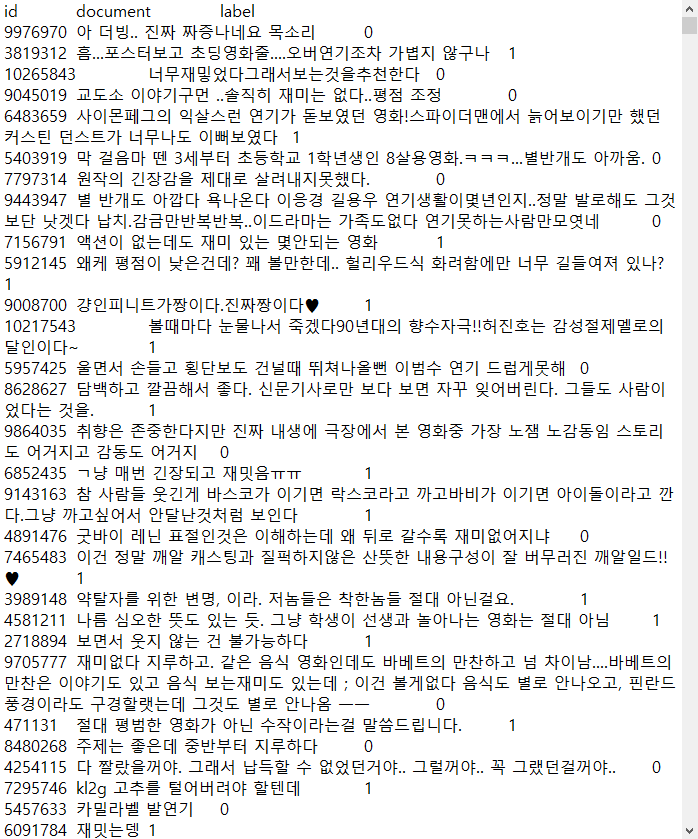 id	document	label
9976970	아 더빙.. 진짜 짜증나네요 목소리	0
3819312	흠...포스터보고 초딩영화줄....오버연기조차 가볍지 않구나	1
10265843	너무재밓었다그래서보는것을추천한다	0
9045019	교도소 이야기구먼 ..솔직히 재미는 없다..평점 조정	0
6483659	사이몬페그의 익살스런 연기가 돋보였던 영화!스파이더맨에서 늙어보이기만 했던
커스틴 던스트가 너무나도 이뻐보였다	1
5403919	막 걸음마 뗀 3세부터 초등학교 1학년생인 8살용영화.ㅋㅋㅋ...별반개도 아까움.	0
7797314	원작의 긴장감을 제대로 살려내지못했다.	0
9443947	별 반개도 아깝다 욕나온다 이응경 길용우 연기생활이몇년인지..정말 발로해도 그것
보단 낫겟다 납치.감금만반복반복..이드라마는 가족도없다 연기못하는사람만모엿네	0
7156791	액션이 없는데도 재미 있는 몇안되는 영화	1
5912145	왜케 평점이 낮은건데? 꽤 볼만한데.. 헐리우드식 화려함에만 너무 길들여져 있나?
1
9008700	걍인피니트가짱이다.진짜짱이다♥	1
10217543	볼때마다 눈물나서 죽겠다90년대의 향수자극!!허진호는 감성절제멜로의
달인이다~	1
5957425	울면서 손들고 횡단보도 건널때 뛰쳐나올뻔 이범수 연기 드럽게못해	0
8628627	담백하고 깔끔해서 좋다. 신문기사로만 보다 보면 자꾸 잊어버린다. 그들도 사람이
었다는 것을.	1
9864035	취향은 존중한다지만 진짜 내생에 극장에서 본 영화중 가장 노잼 노감동임 스토리
도 어거지고 감동도 어거지	0
6852435	ㄱ냥 매번 긴장되고 재밋음ㅠㅠ	1
9143163	참 사람들 웃긴게 바스코가 이기면 락스코라고 까고바비가 이기면 아이돌이라고 깐
다.그냥 까고싶어서 안달난것처럼 보인다	1
4891476	굿바이 레닌 표절인것은 이해하는데 왜 뒤로 갈수록 재미없어지냐	0
7465483	이건 정말 깨알 캐스팅과 질퍽하지않은 산뜻한 내용구성이 잘 버무러진 깨알일드!!
♥	1
3989148	약탈자를 위한 변명, 이라. 저놈들은 착한놈들 절대 아닌걸요.	1
4581211	나름 심오한 뜻도 있는 듯. 그냥 학생이 선생과 놀아나는 영화는 절대 아님	1
2718894	보면서 웃지 않는 건 불가능하다	1
9705777	재미없다 지루하고. 같은 음식 영화인데도 바베트의 만찬하고 넘 차이남....바베트의
만찬은 이야기도 있고 음식 보는재미도 있는데 ; 이건 볼게없다 음식도 별로 안나오고, 핀란드
풍경이라도 구경할랫는데 그것도 별로 안나옴 ㅡㅡ	0
471131	절대 평범한 영화가 아닌 수작이라는걸 말씀드립니다.	1
8480268	주제는 좋은데 중반부터 지루하다	0
4254115	다 짤랐을꺼야. 그래서 납득할 수 없었던거야.. 그럴꺼야.. 꼭 그랬던걸꺼야..	0
7295746	kl2g 고추를 털어버려야 할텐데	1
5457633	카밀라벨 발연기	0
6091784	재밋는뎅	1